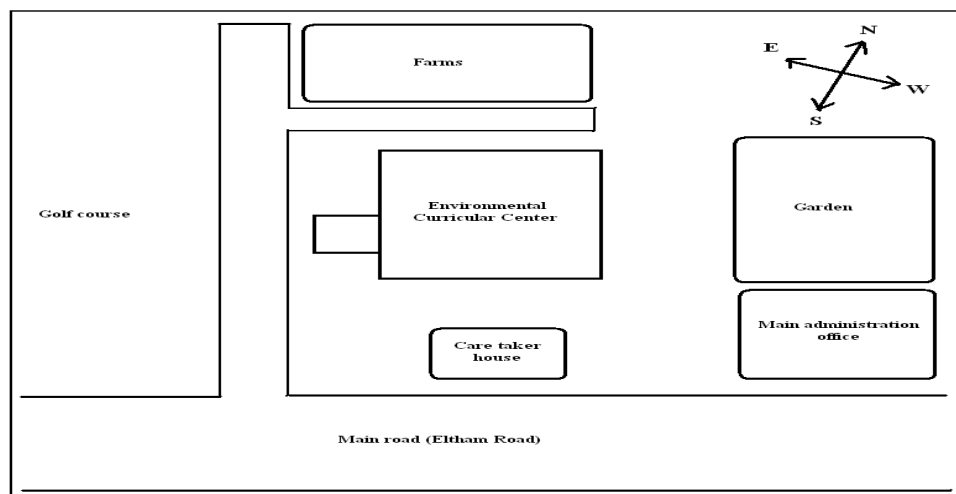 Farms
N
E
W
S
Golf course
Environmental
Curricular Center
Garden
Main administration
office
Care taker
house
Main road (Eltham Road)